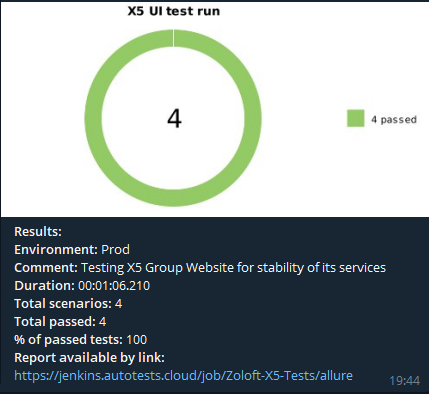 X5 UI test run
4
4 passed
Results:
Environment: Prod
Comment: Testing X5 Group Website for stability of its services
Duration: 00:01:06.210
Total scenarios: 4
Total passed: 4
% of passed tests: 100
Report available by link:
https://jenkins.autotests.cloud/job/Zoloft-X5-Tests/allure
19:44